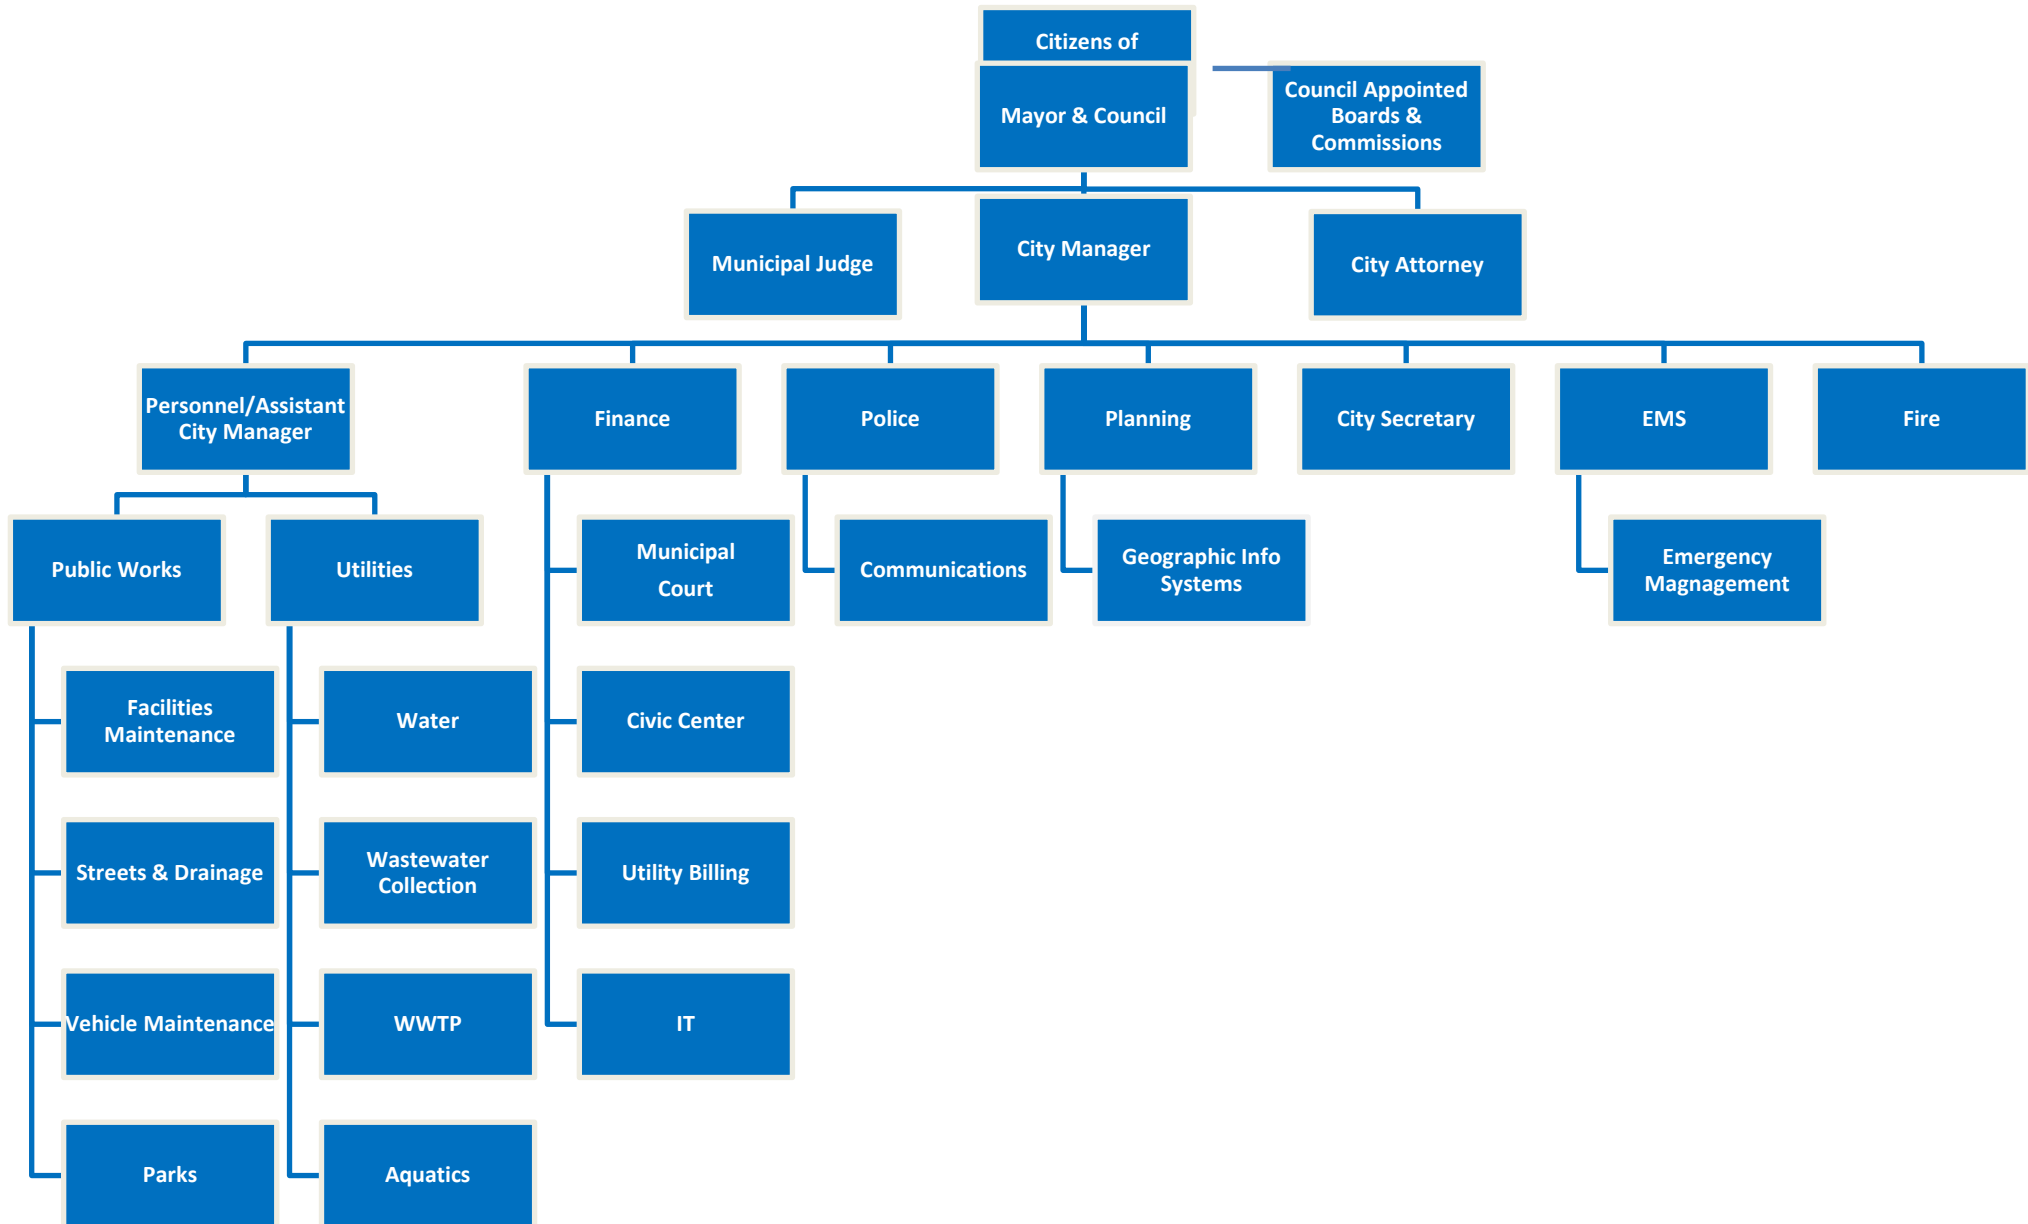 Citizens of
Mayor & Council
Council Appointed
Boards &
Commissions
Municipal Judge
City Manager
City Attorney
Personnel/Assistant
City Manager
Finance
Police
Planning
City Secretary
EMS
Fire
Public Works
Utilities
Municipal
Court
Communications
Geographic Info
Systems
Emergency
Magnagement
Facilities
Maintenance
Water
Civic Center
Streets & Drainage
Wastewater
Collection
Utility Billing
Vehicle Maintenance
WWTP
IT
Parks
Aquatics